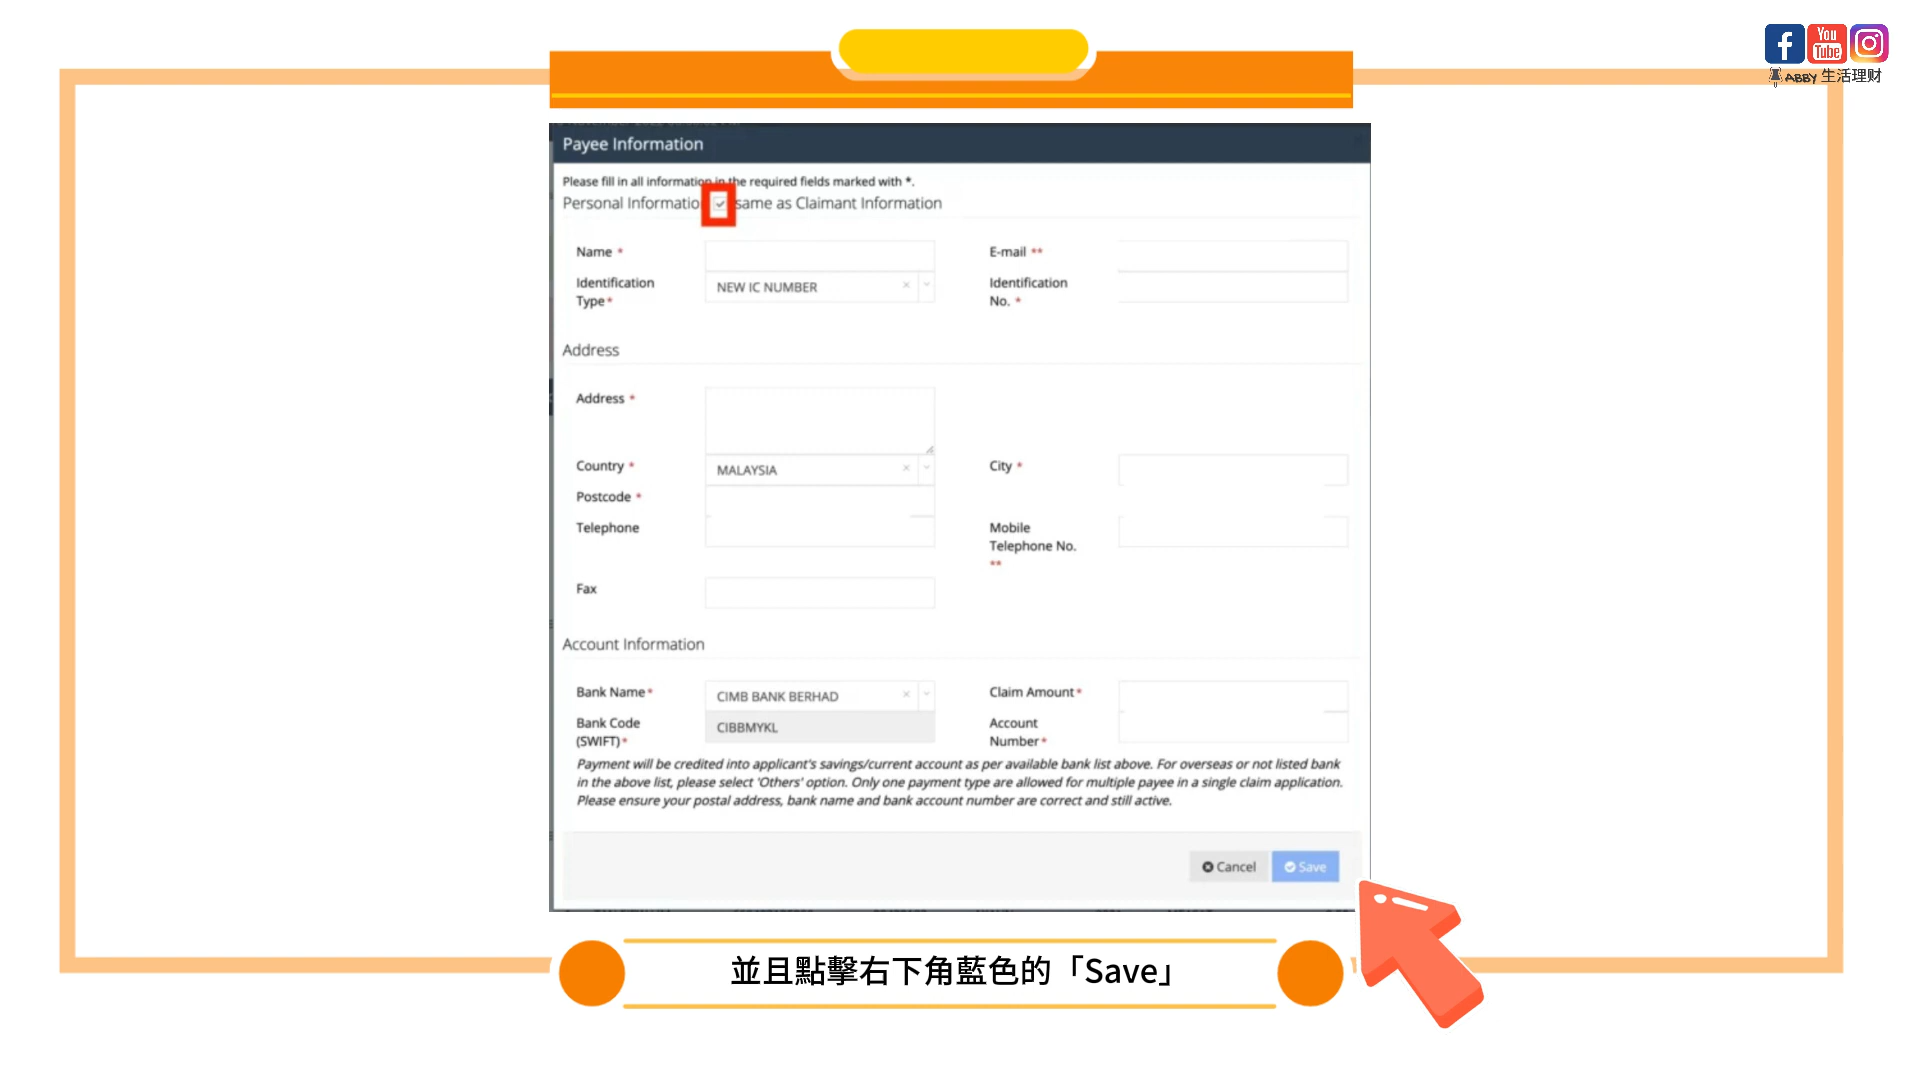 You
Tube
ABBY 生活理财
Payee Information
Please fill in all information in the required fields marked with *.
Personal Informatio same as Claimant Information
Name *
E-mail **
Identification
Type*
NEW IC NUMBER
Identification
No. *
Address
Address *
Country *
MALAYSIA
City *
Postcode *
Telephone
Mobile
Telephone No.
**
Fax
Account Information
Bank Name*
CIMB BANK BERHAD
Claim Amount*
Bank Code
(SWIFT)*
CIBBMYKL
Account
Number*
Payment will be credited into applicant's savings/current account as per available bank list above. For overseas or not listed bank
in the above list, please select 'Others' option. Only one payment type are allowed for multiple payee in a single claim application.
Please ensure your postal address, bank name and bank account number are correct and still active.
Cancel
Save
並且點擊右下角藍色的「Save」